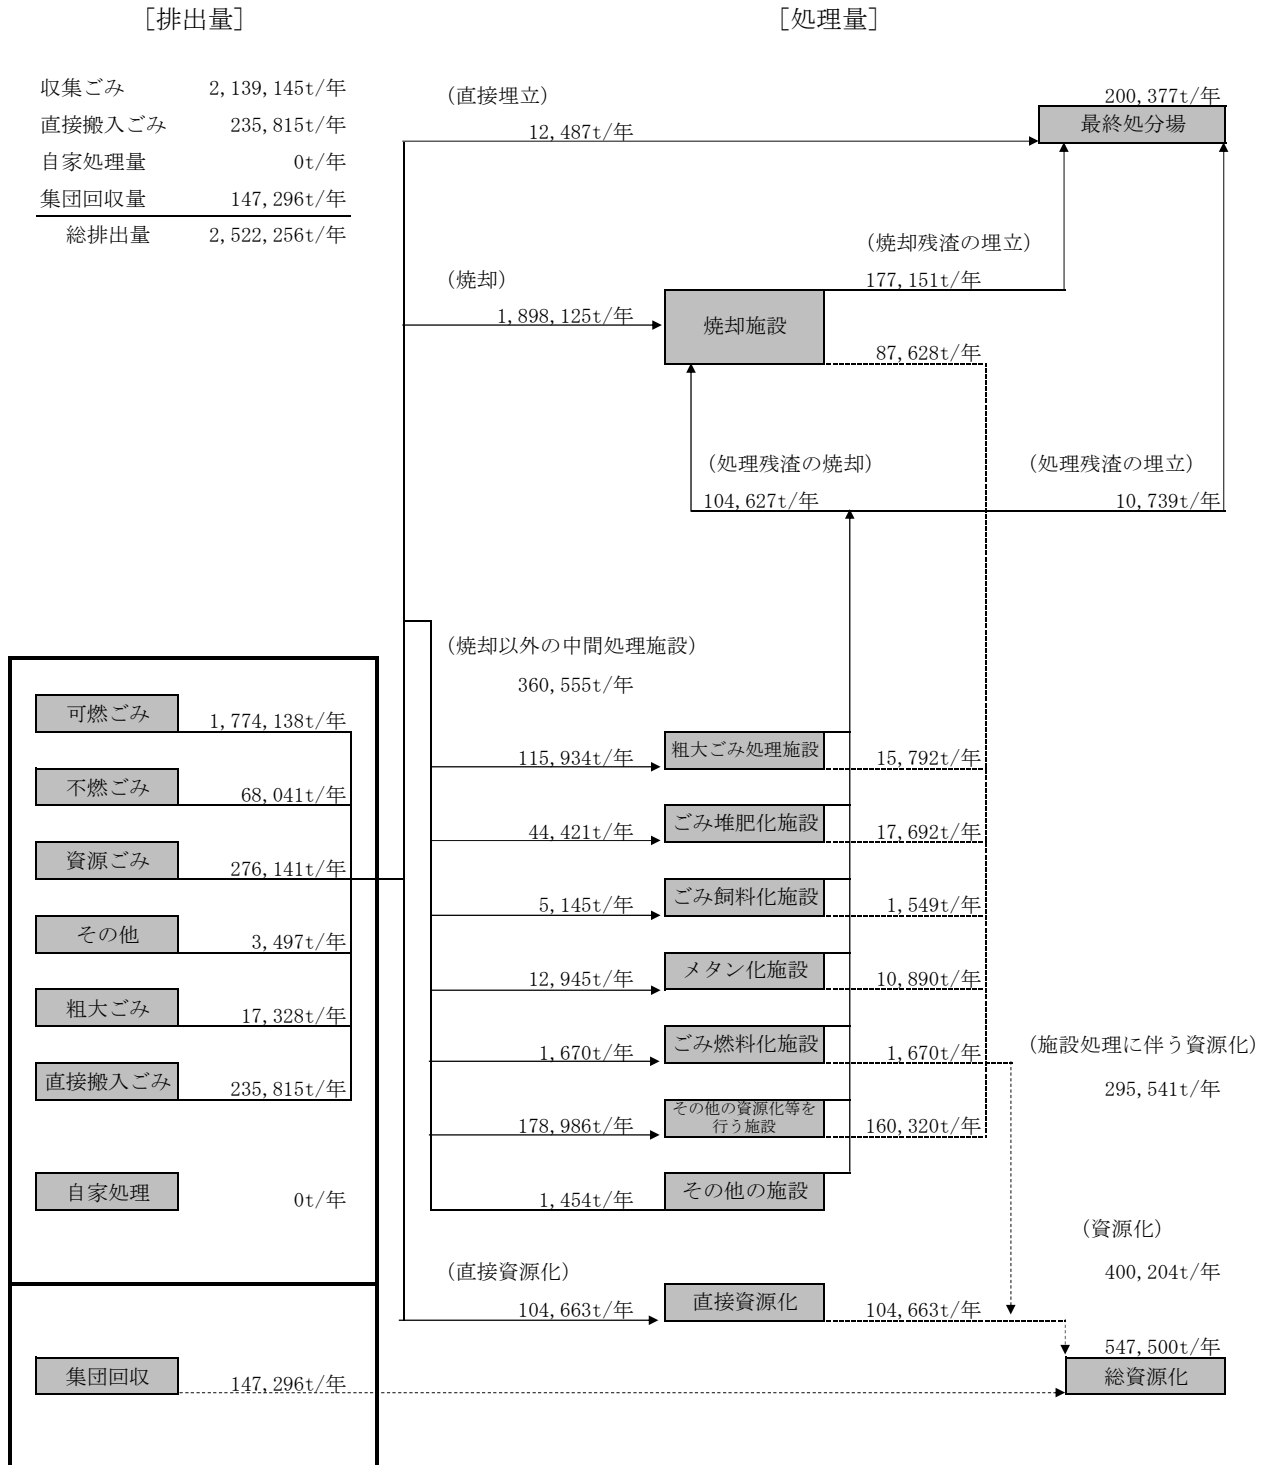 ［排出量］
［処理量］
収集ごみ 2,139,145t/年
直接搬入ごみ 235,815t/年
自家処理量 0t/年
集団回収量 147,296t/年
総排出量 2,522,256t/年
（直接埋立）
12,487t/年
200,377t/年
最終処分場
（焼却残渣の埋立）
177,151t/年
（焼却）
1,898,125t/年
焼却施設
87,628t/年
（処理残渣の焼却）
104,627t/年
（処理残渣の埋立）
10,739t/年
（焼却以外の中間処理施設）
360,555t/年
可燃ごみ 1,774,138t/年
不燃ごみ 68,041t/年
資源ごみ 276,141t/年
その他 3,497t/年
粗大ごみ 17,328t/年
直接搬入ごみ 235,815t/年
自家処理 0t/年
115,934t/年 粗大ごみ処理施設 15,792t/年
44,421t/年 ごみ堆肥化施設 17,692t/年
5,145t/年 ごみ飼料化施設 1,549t/年
12,945t/年 メタン化施設 10,890t/年
1,670t/年 ごみ燃料化施設 1,670t/年
178,986t/年 その他の資源化等を
行う施設 160,320t/年
1,454t/年 その他の施設
（施設処理に伴う資源化）
295,541t/年
（資源化）
400,204t/年
（直接資源化）
104,663t/年 直接資源化 104,663t/年
547,500t/年
総資源化
集団回収 147,296t/年